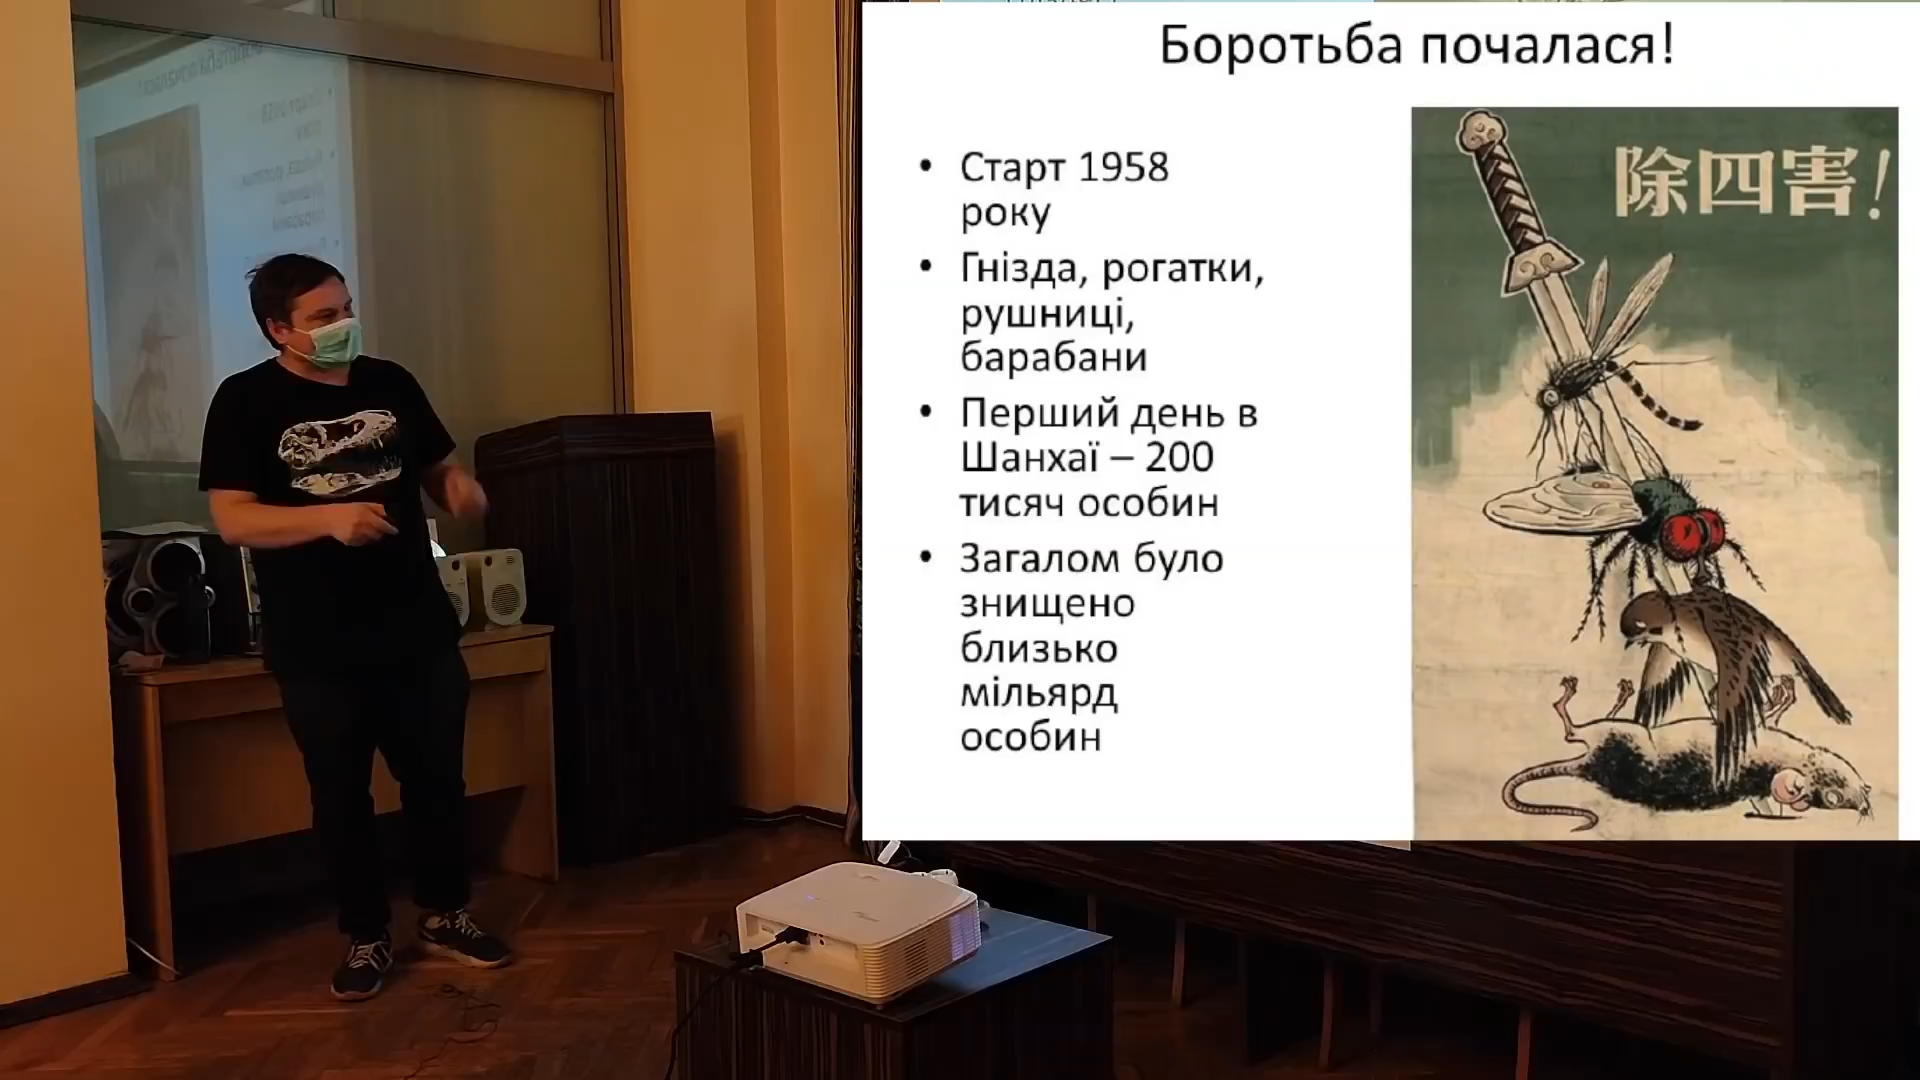 Боротьба почалася!
• Старт 1958
року
• Гнізда, рогатки,
рушниці,
барабани
• Перший день в
Шанхаї – 200
тисяч особин
• Загалом було
знищено
близько
мільярд
особин
除四害!